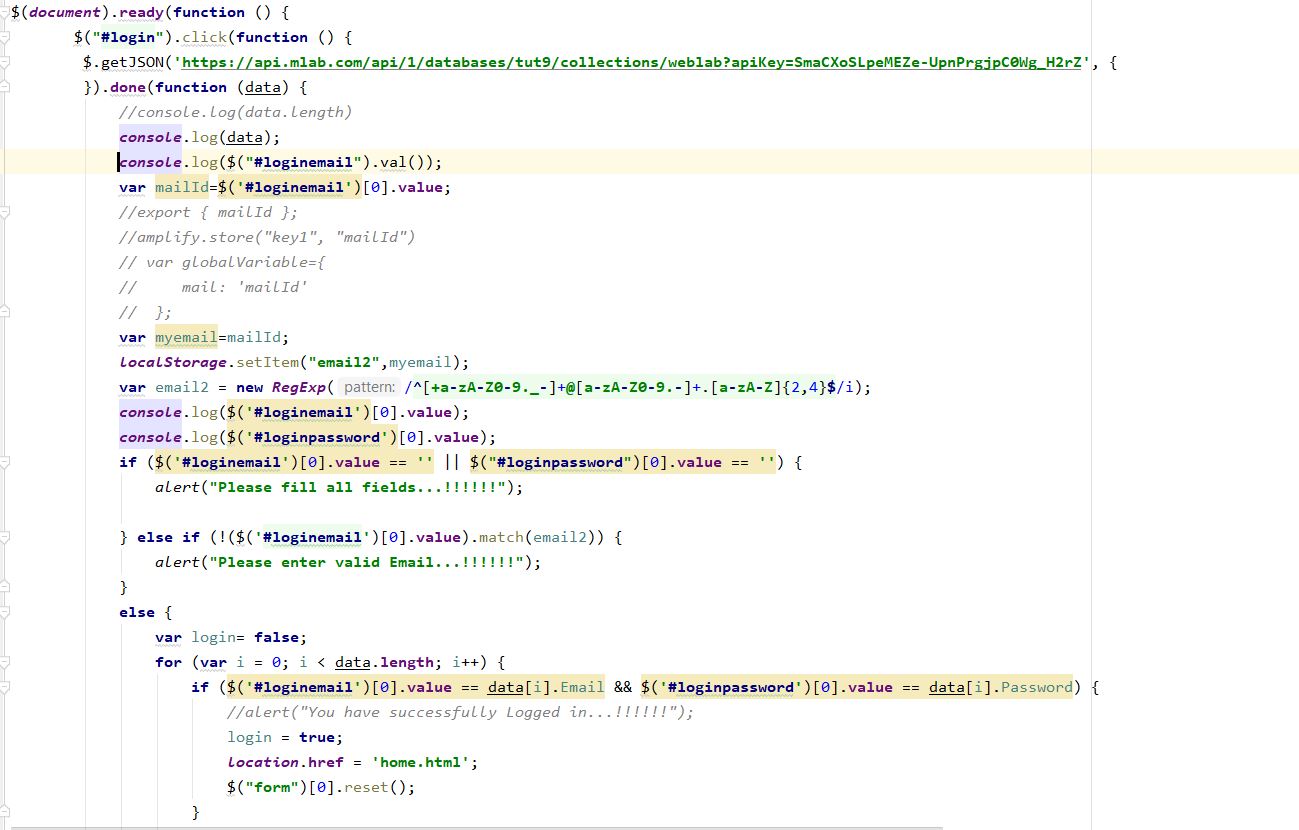 $(document).ready(function () {
$("#login").click(function () {
$.getJSON('https://api.mlab.com/api/1/databases/tut9/collections/weblab?apiKey=SmaCXoSLpeMEZe-UpnPrgjpC0Wg_H2rZ', {
}).done(function (data) {
//console.log(data.length)
console.log(data);
console.log($("#loginemail").val());
var mailId=$('#loginemail')[0].value;
//export { mailId };
//amplify.store("key1", "mailId")
// var globalVariable={
// mail: 'mailId'
// };
var myemail=mailId;
localStorage.setItem("email2",myemail);
var email2 = new RegExp( pattern: /^[+a-zA-Z0-9._-]+@[a-zA-Z0-9.-]+.[a-zA-Z]{2,4}$/i);
console.log($('#loginemail')[0].value);
console.log($('#loginpassword')[0].value);
if ($('#loginemail')[0].value == '' || $("#loginpassword")[0].value == '') {
alert("Please fill all fields...!!!!!!");
} else if (!($('#loginemail')[0].value).match(email2)) {
alert("Please enter valid Email...!!!!!!");
}
else {
var login= false;
for (var i = 0; i < data.length; i++) {
if ($('#loginemail')[0].value == data[i].Email && $('#loginpassword')[0].value == data[i].Password) {
//alert("You have successfully Logged in...!!!!!!");
login = true;
location.href = 'home.html';
$("form")[0].reset();
}